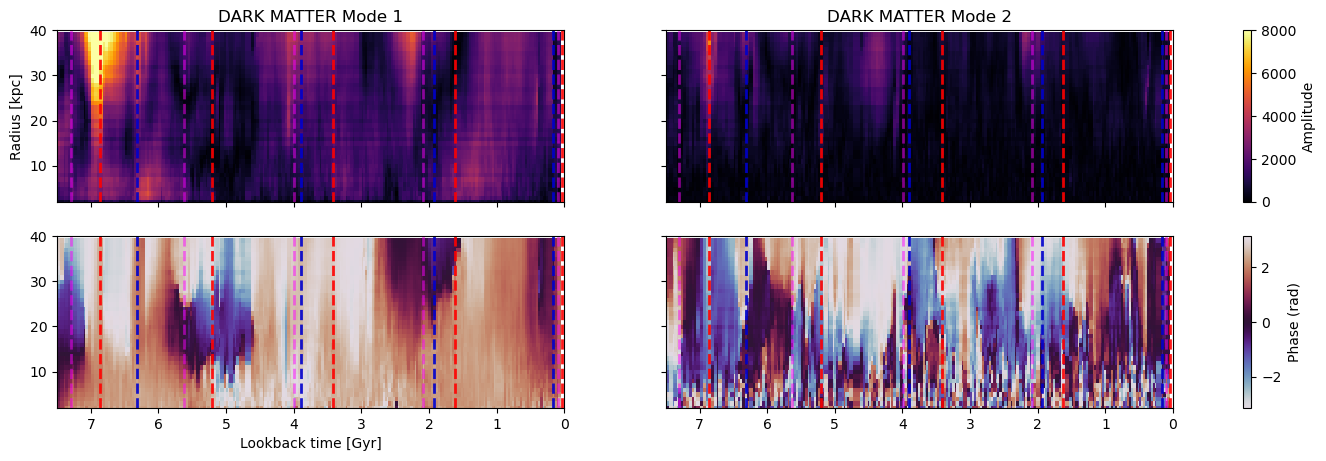 DARK MATTER Mode 1
DARK MATTER Mode 2
40
30
20
10
Radius [kpc]
8000
6000
4000
2000
0
Amplitude
40
30
20
10
7 6 5 4 3 2 1 0
Lookback time [Gyr]
7 6 5 4 3 2 1 0
2
0
−2
Phase (rad)